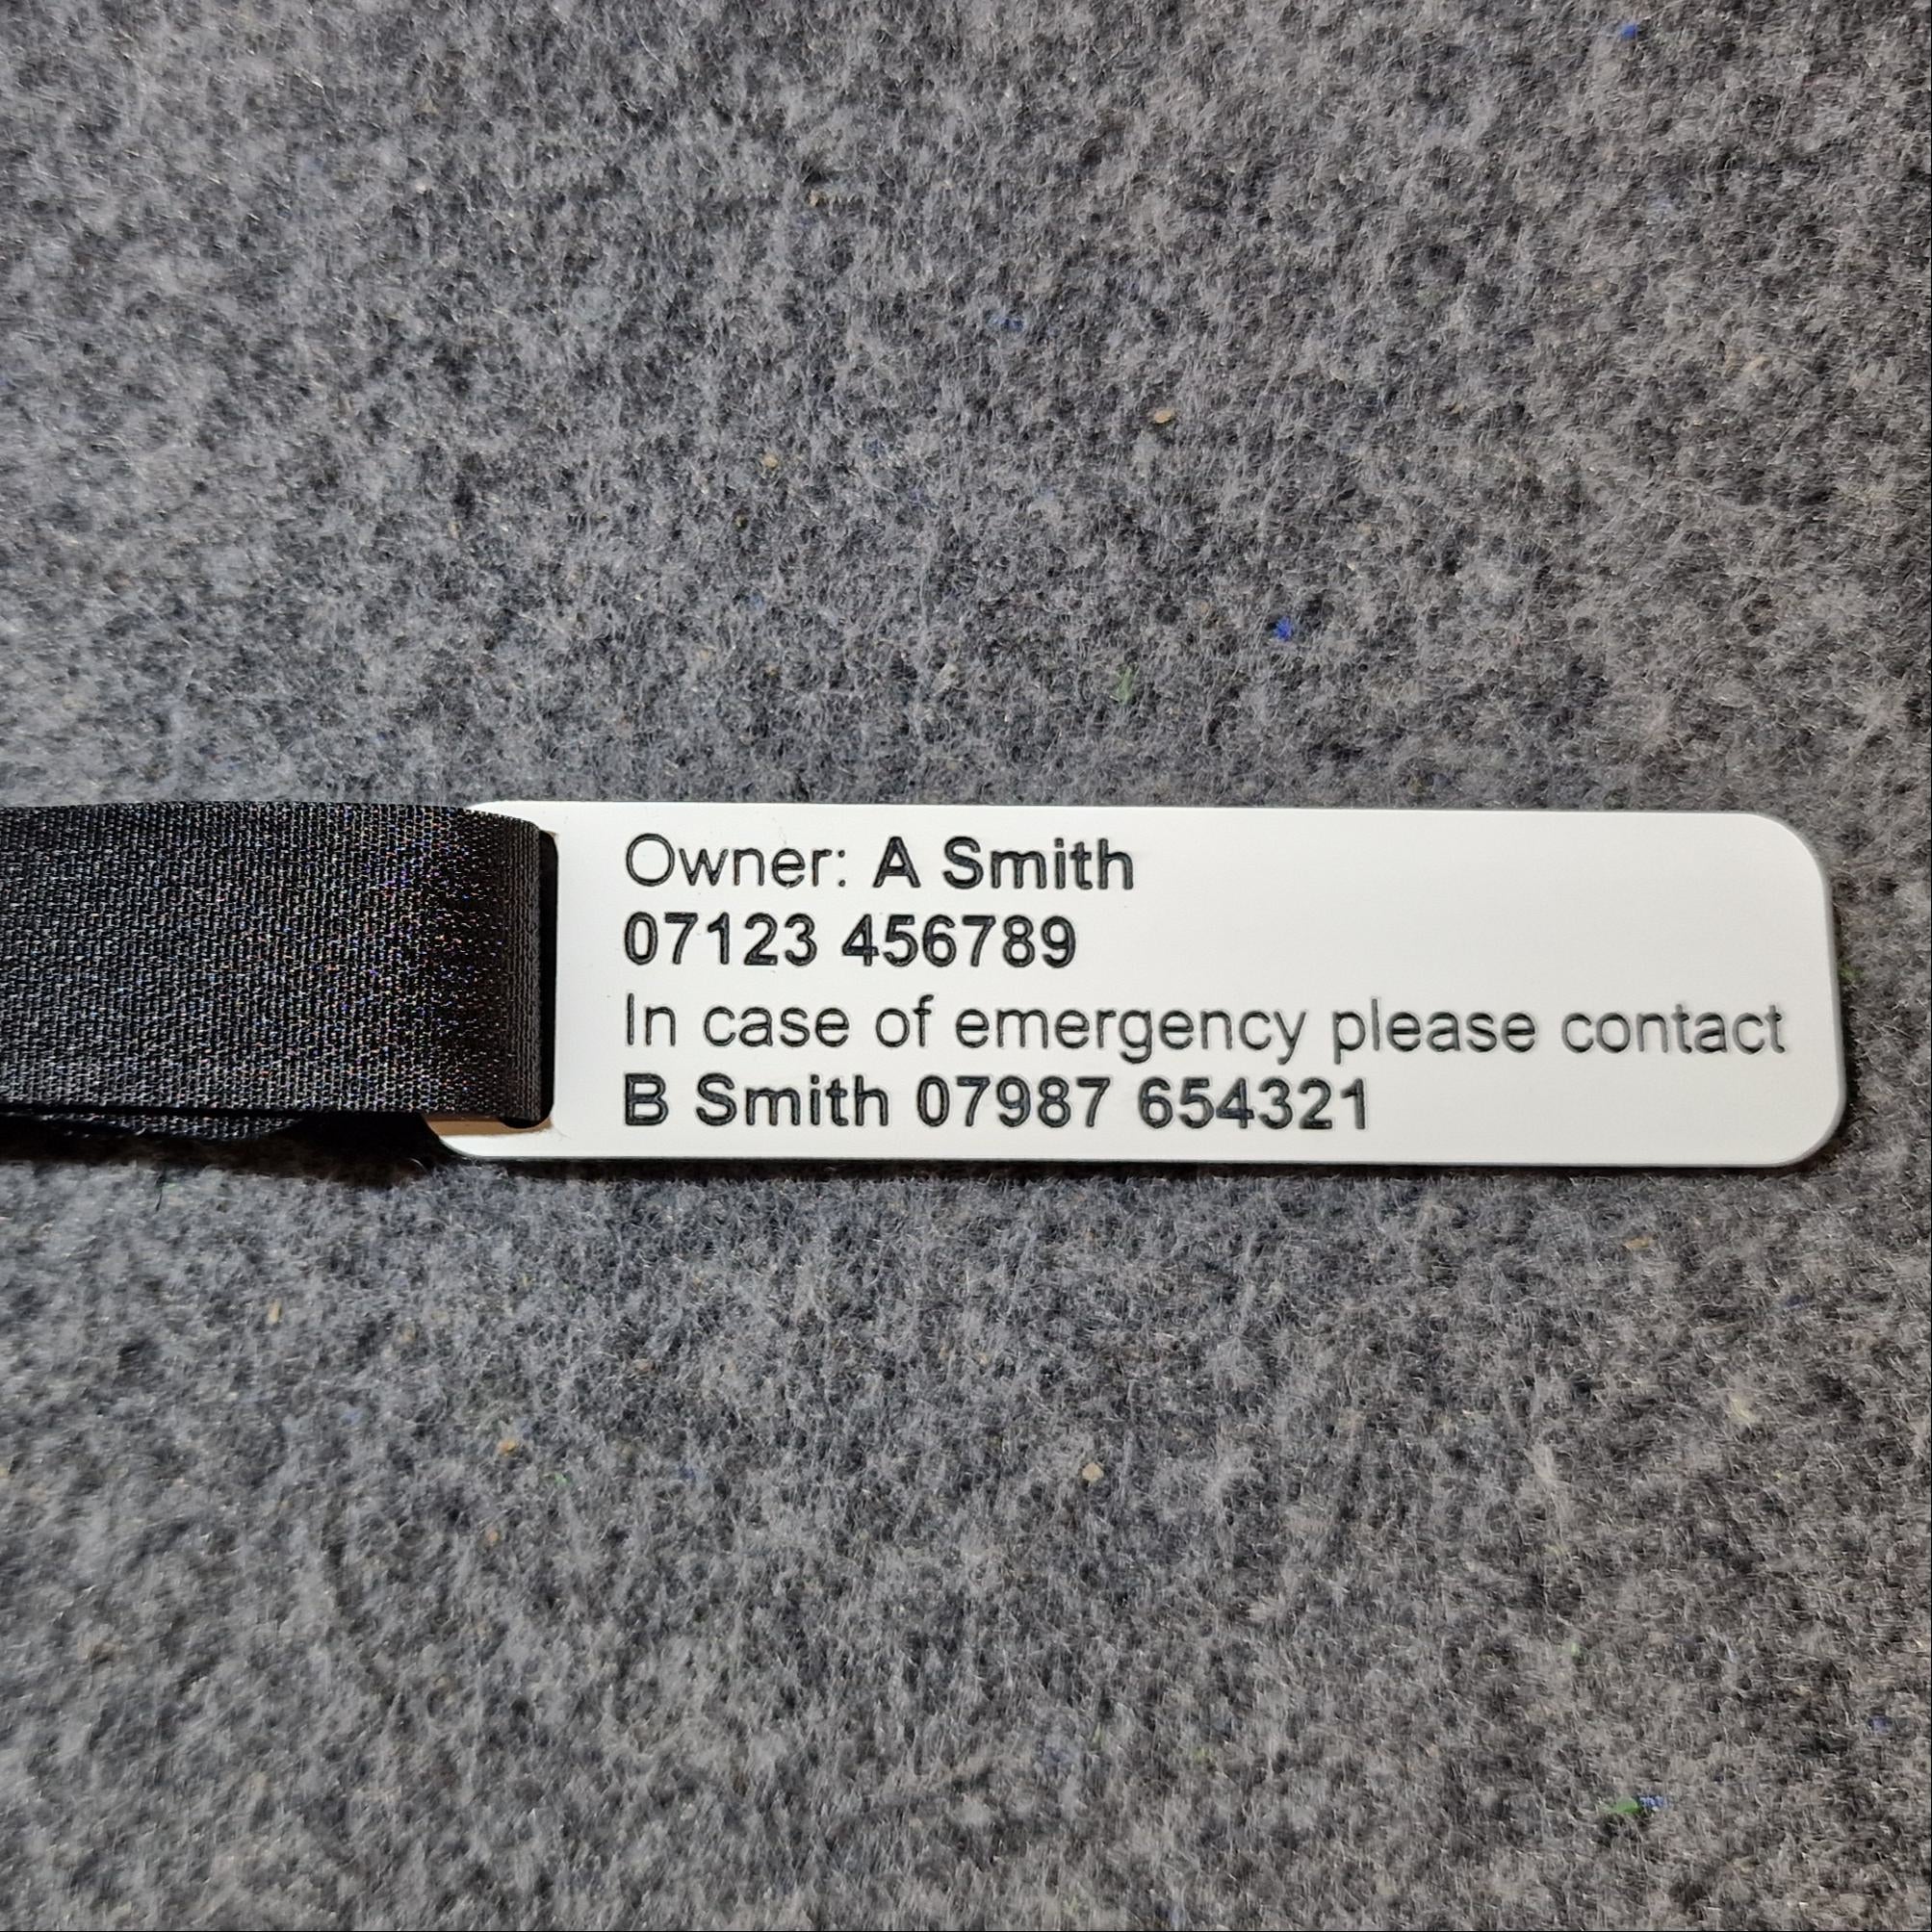 Owner: A Smith
07123 456789
In case of emergency please contact
B Smith 07987 654321